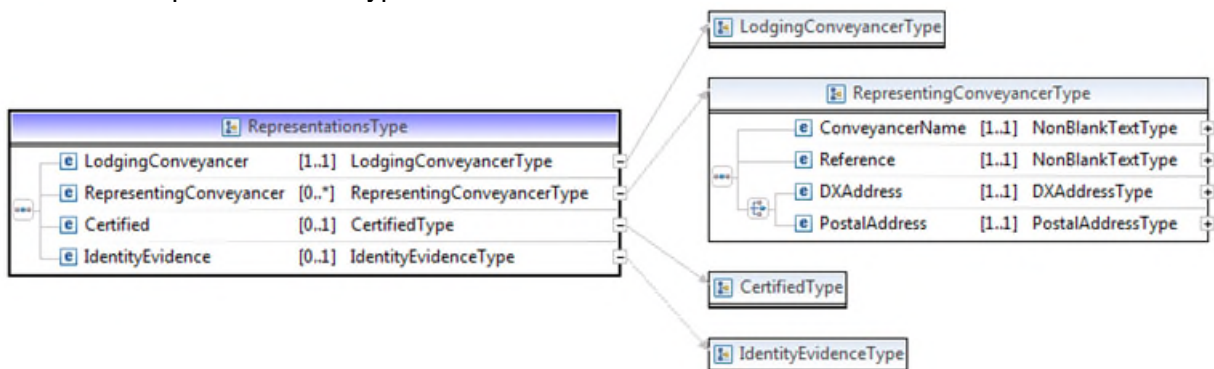 LodgingConveyancerType
RepresentingConveyancerType
ConveyancerName [1..1] NonBlankTextType
Reference [1..1] NonBlankTextType
DXAddress [1..1] DXAddressType
PostalAddress [1..1] PostalAddressType
RepresentationsType
LodgingConveyancer [1..1] LodgingConveyancerType
RepresentingConveyancer [0..*] RepresentingConveyancerType
Certified [0..1] CertifiedType
IdentityEvidence [0..1] IdentityEvidenceType
CertifiedType
IdentityEvidenceType